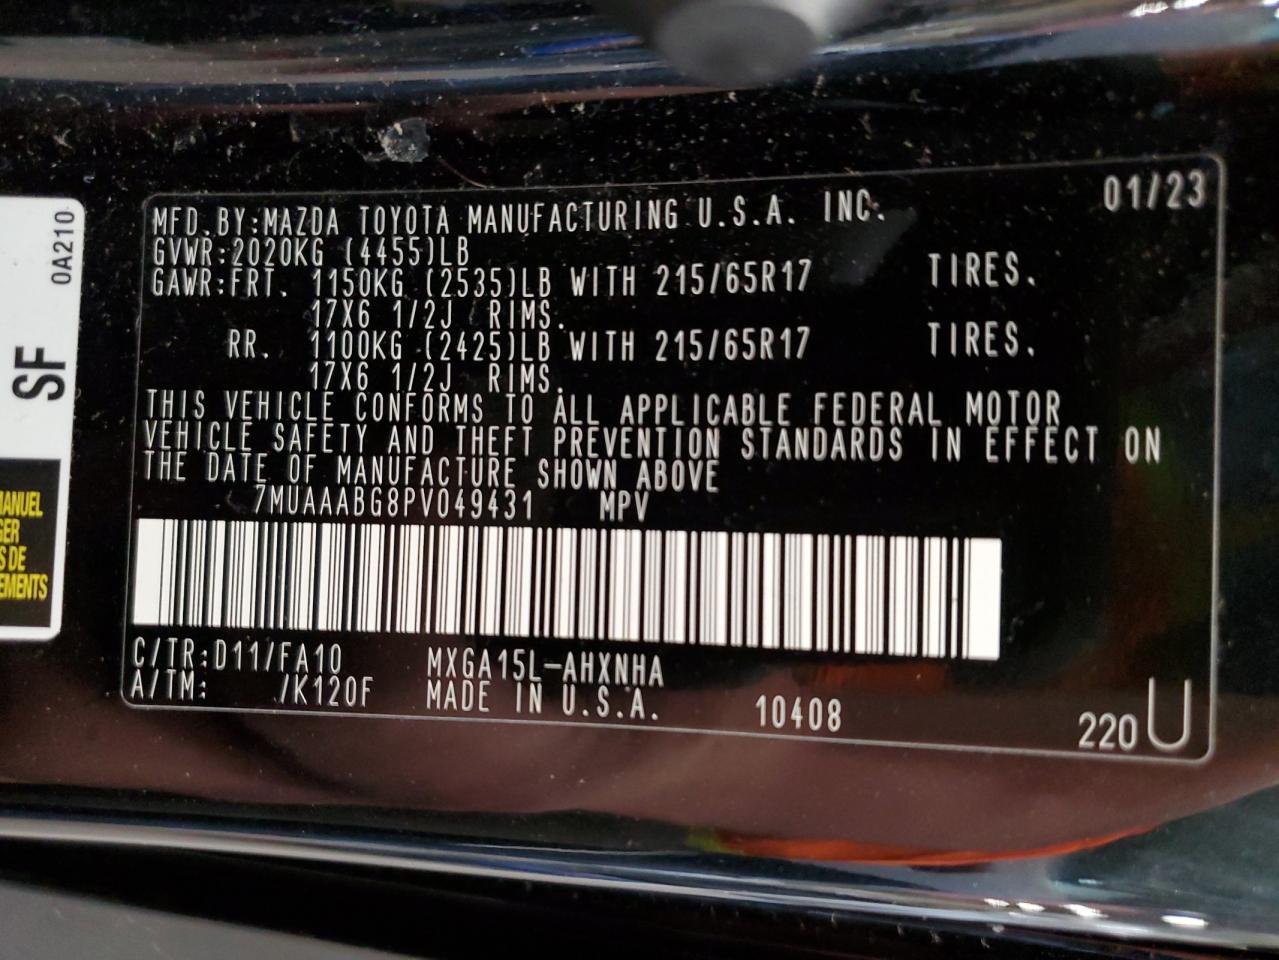 01/23
MFD.BY:MAZDA TOYOTA MANUFACTURING U.S.A. INC.
GVWR:2020KG (4455)LB
GAWR:FRT. 1150KG (2535)LB WITH 215/65R17 TIRES.
17X6 1/2J RIMS.
RR. 1100KG (2425)LB WITH 215/65R17 TIRES.
17X6 1/2J RIMS.
THIS VEHICLE CONFORMS TO ALL APPLICABLE FEDERAL MOTOR
VEHICLE SAFETY AND THEFT PREVENTION STANDARDS IN EFFECT ON
THE DATE OF MANUFACTURE SHOWN ABOVE
7MUAAABG8PV049431 MPV
C/TR:D11/FA10 MXGA15L-AHXNHA
A/TM: /K120F MADE IN U.S.A. 10408
220 U
0A210
SF
MANUEL